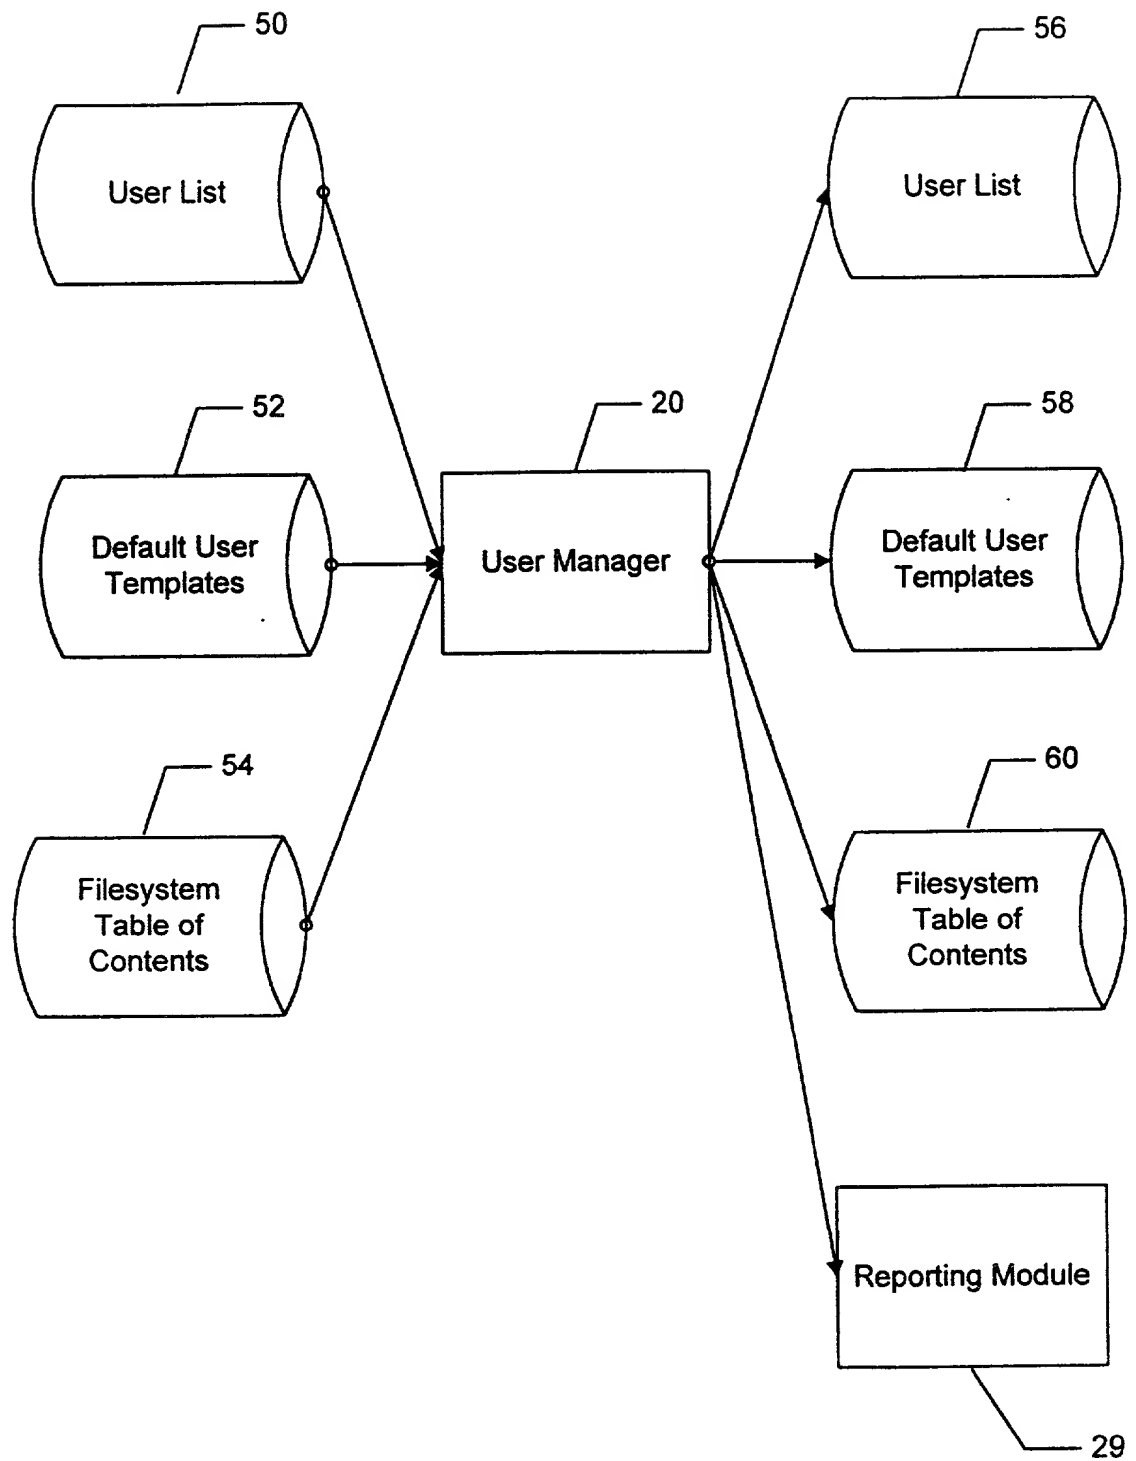 50
56
User List
User List
52
20
58
Default User
Templates
User Manager
Default User
Templates
54
60
Filesystem
Table of
Contents
Filesystem
Table of
Contents
Reporting Module
29